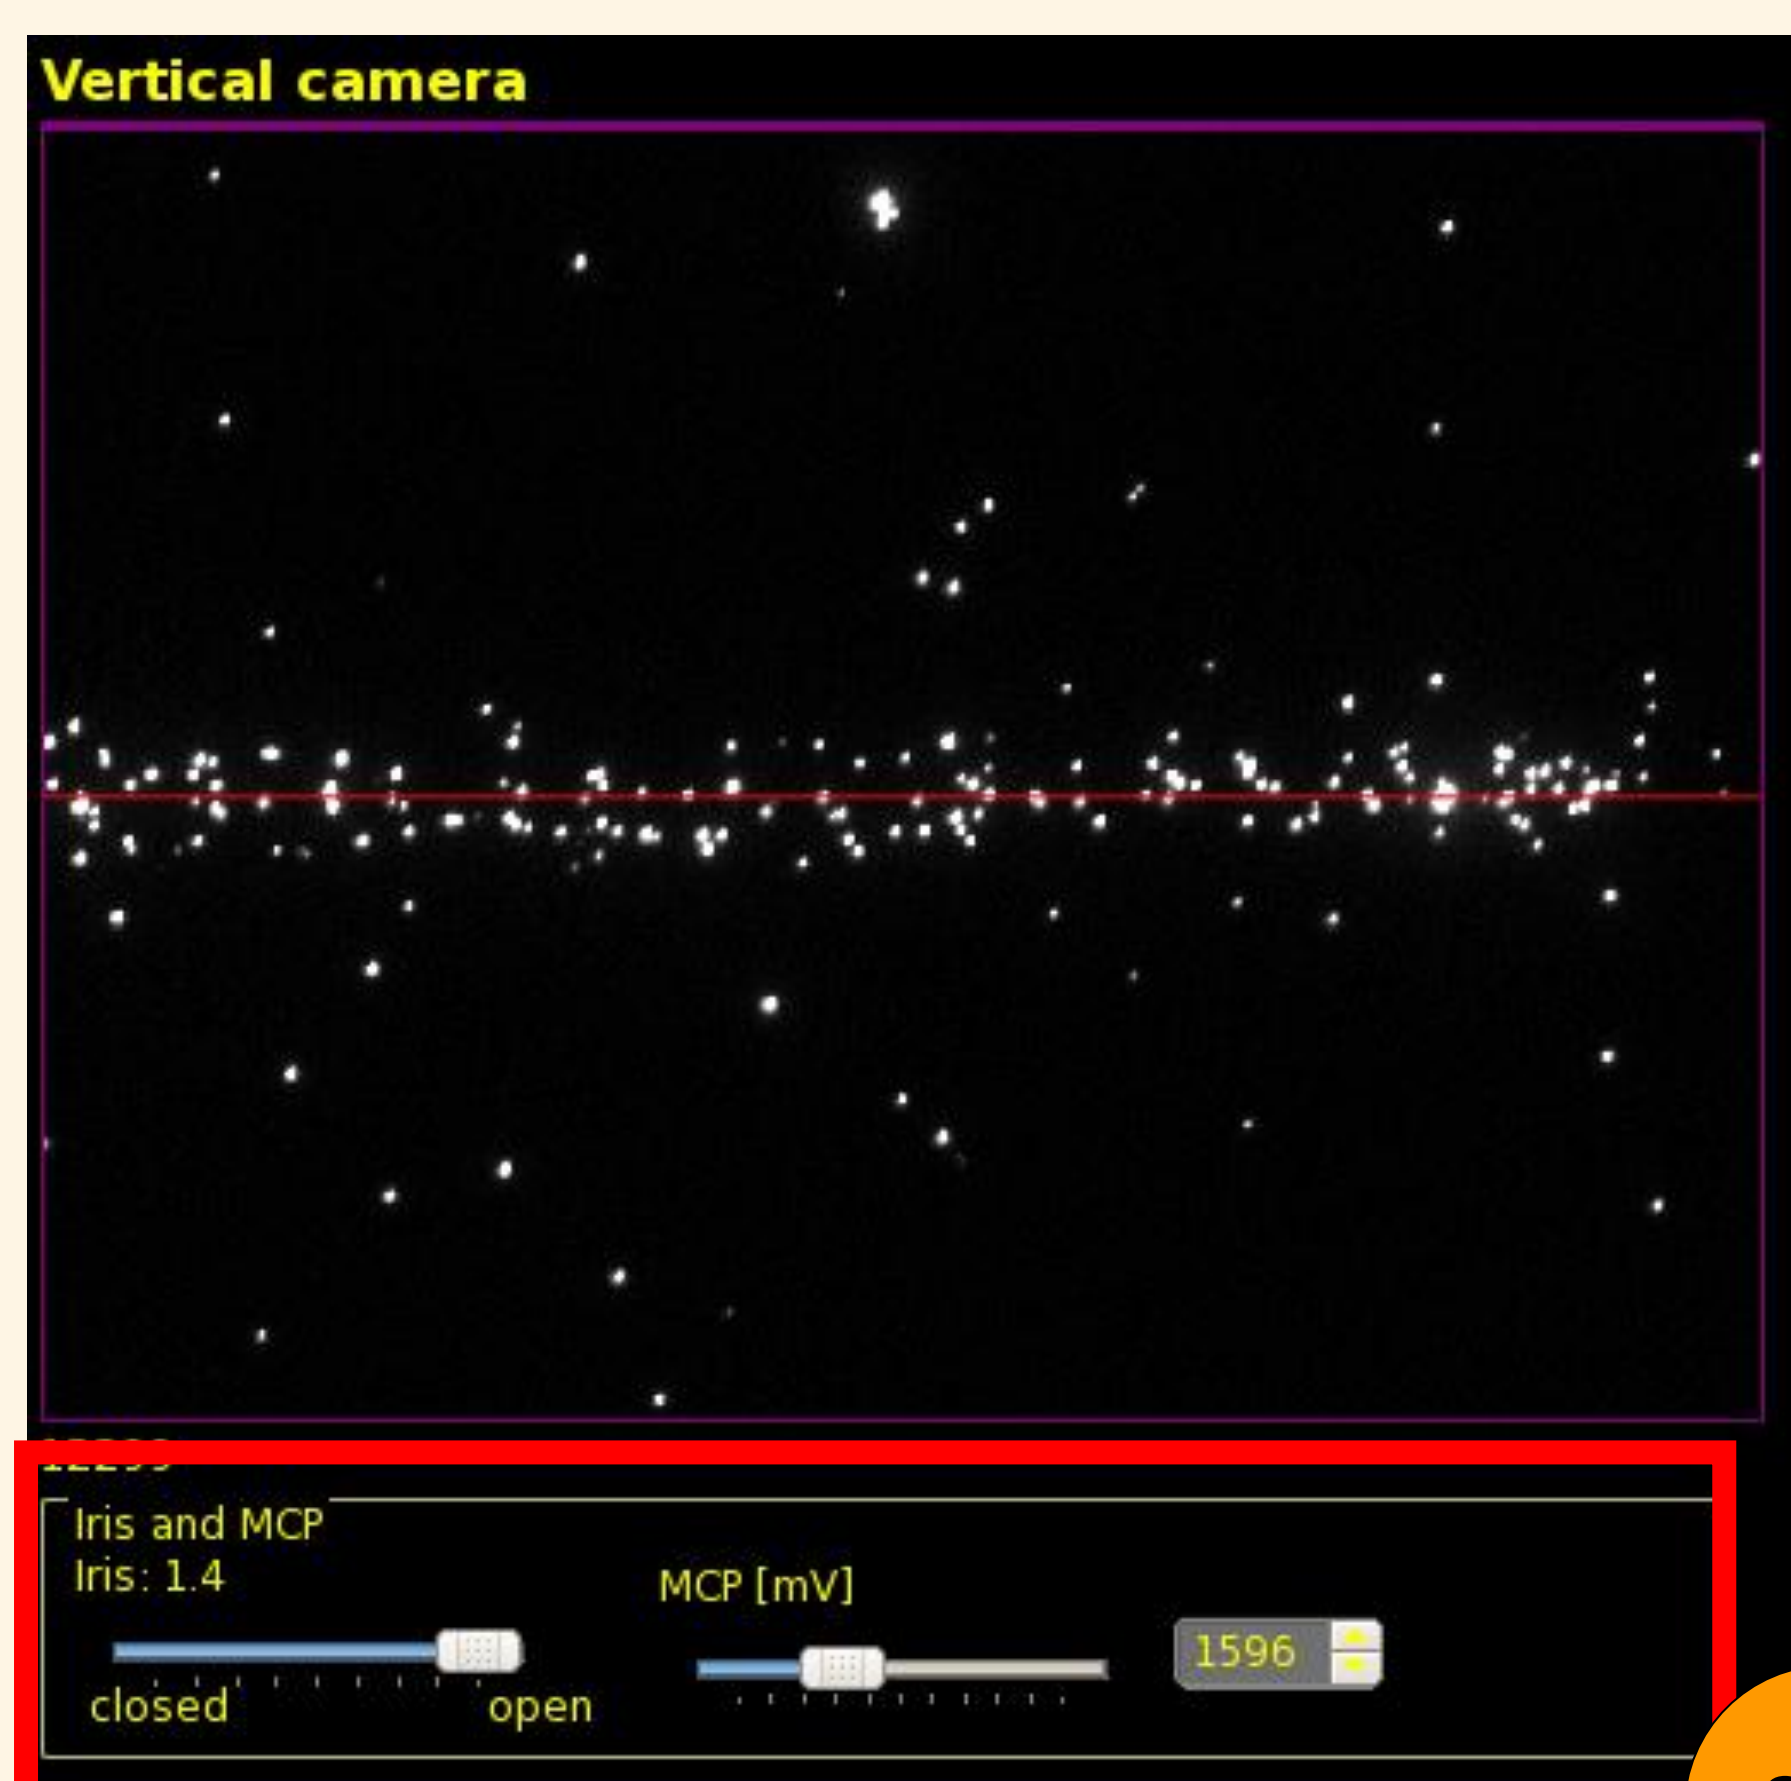 Vertical camera
Iris and MCP
Iris: 1.4
MCP [mV]
1596
closed open